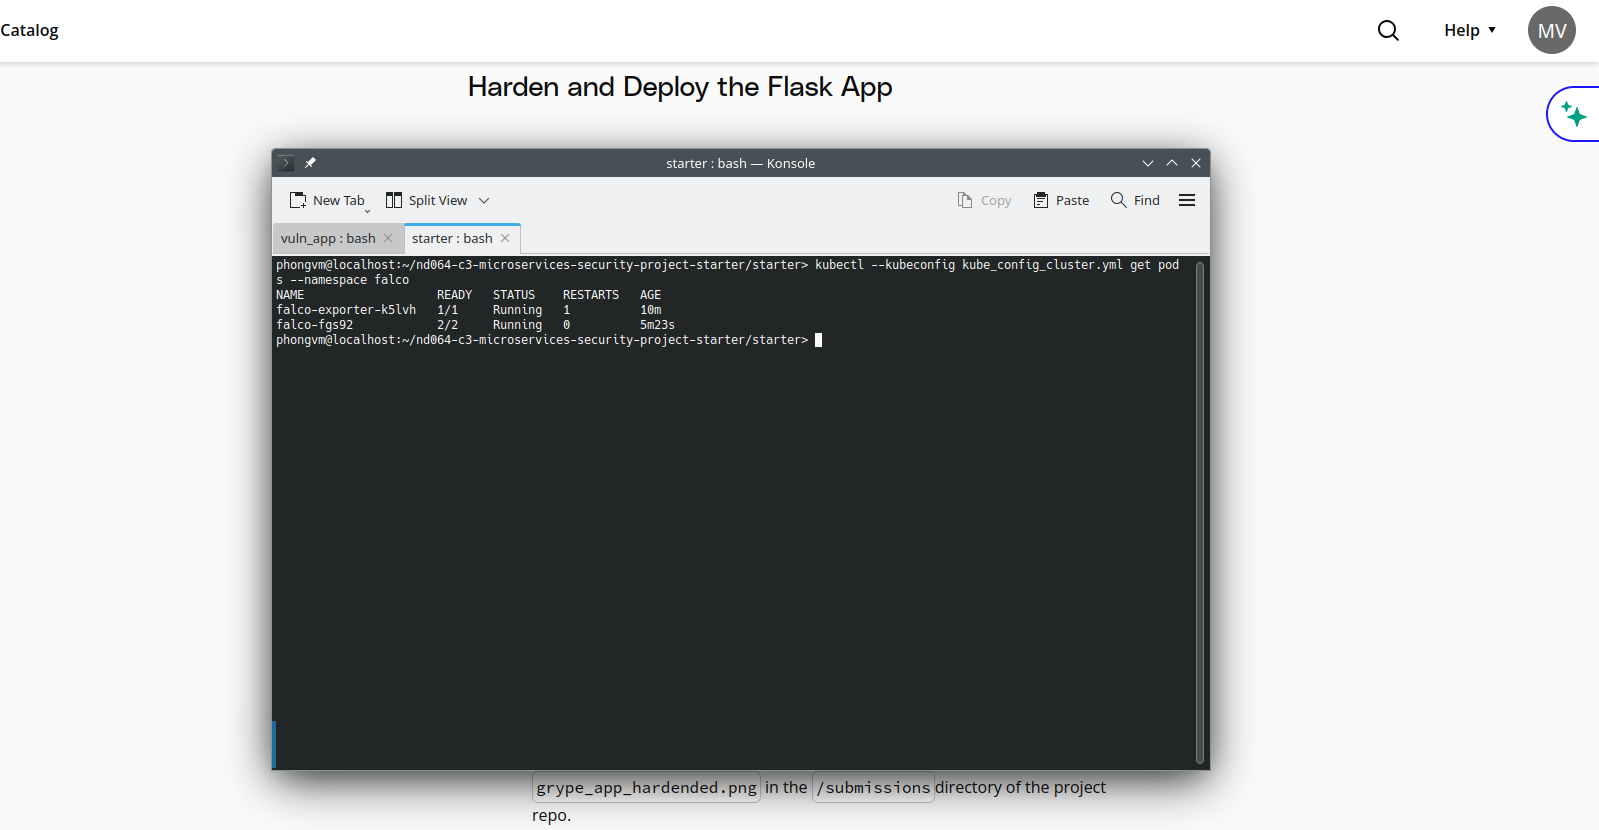 Catalog
Help
MV
Harden and Deploy the Flask App
starter : bash — Konsole
New Tab
Split View
Copy
Paste
Find
vuln_app : bash
starter : bash
phongvm@localhost:~/nd064-c3-microservices-security-project-starter/starter> kubectl --kubeconfig kube_config_cluster.yml get pod
s --namespace falco
NAME READY STATUS RESTARTS AGE
falco-exporter-k5lvh 1/1 Running 1 10m
falco-fgs92 2/2 Running 0 5m23s
phongvm@localhost:~/nd064-c3-microservices-security-project-starter/starter>
grype_app_hardended.png in the /submissions directory of the project
repo.